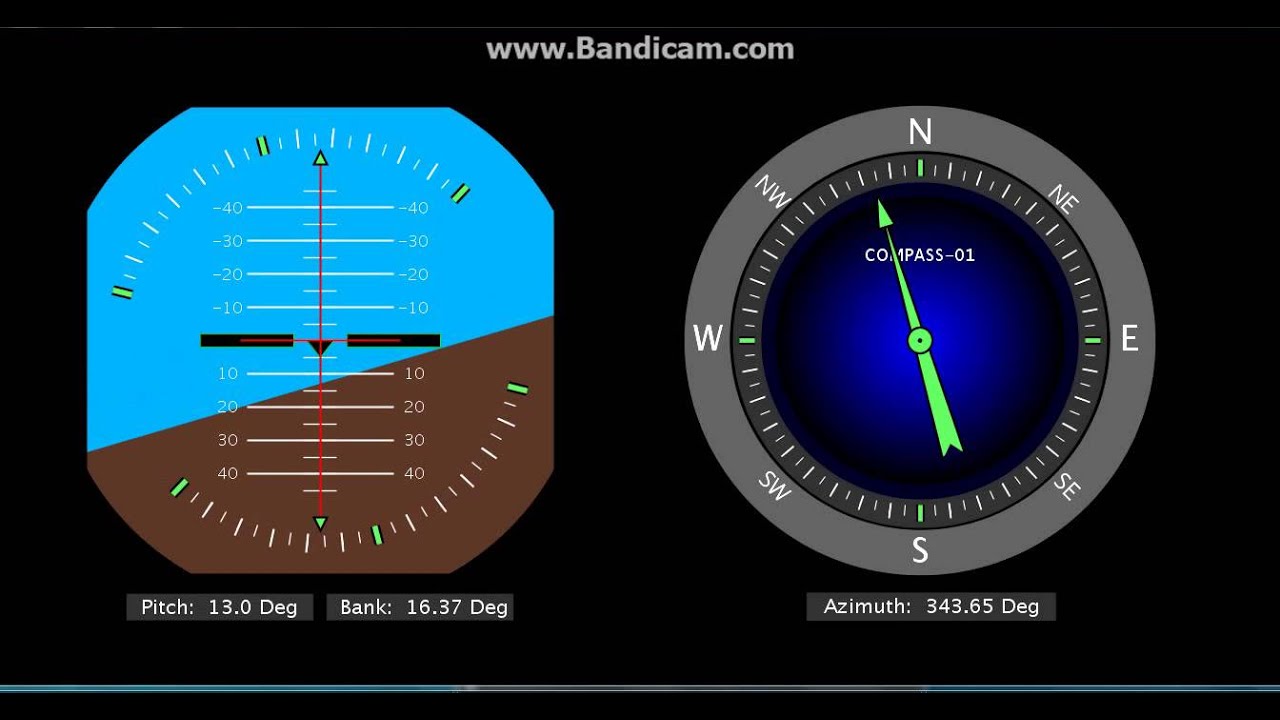 www.Bandicam.com
N
NW NE
-40 -40
-30 -30
COMPASS-01
-20 -20
-10 -10
W E
10 10
20 20
30 30
40 40
SW SE
S
Pitch: 13.0 Deg Bank: 16.37 Deg Azimuth: 343.65 Deg